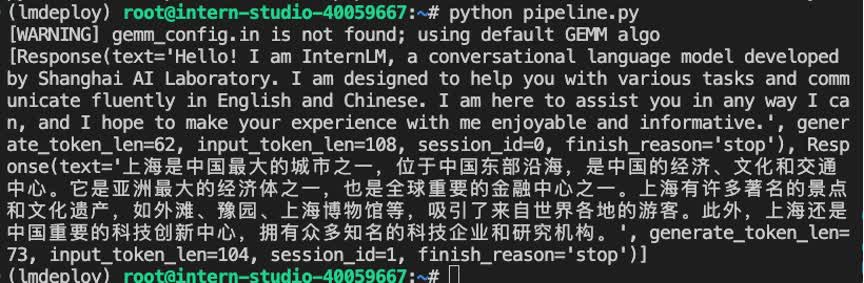 (lmdeploy) root@intern-studio-40059667:~# python pipeline.py
[WARNING] gemm_config.in is not found; using default GEMM algo
[Response(text='Hello! I am InternLM, a conversational language model developed
by Shanghai AI Laboratory. I am designed to help you with various tasks and comm
unicate fluently in English and Chinese. I am here to assist you in any way I ca
n, and I hope to make your experience with me enjoyable and informative.', gener
ate_token_len=62, input_token_len=108, session_id=0, finish_reason='stop'), Resp
onse(text='上海是中国最大的城市之一，位于中国东部沿海，是中国的经济、文化和交通
中心。它是亚洲最大的经济体之一，也是全球重要的金融中心之一。上海有许多著名的景点
和文化遗产，如外滩、豫园、上海博物馆等，吸引了来自世界各地的游客。此外，上海还是
中国重要的科技创新中心，拥有众多知名的科技企业和研究机构。', generate_token_len=
73, input_token_len=104, session_id=1, finish_reason='stop')]
(lmdeploy) root@intern-studio-40059667:~#